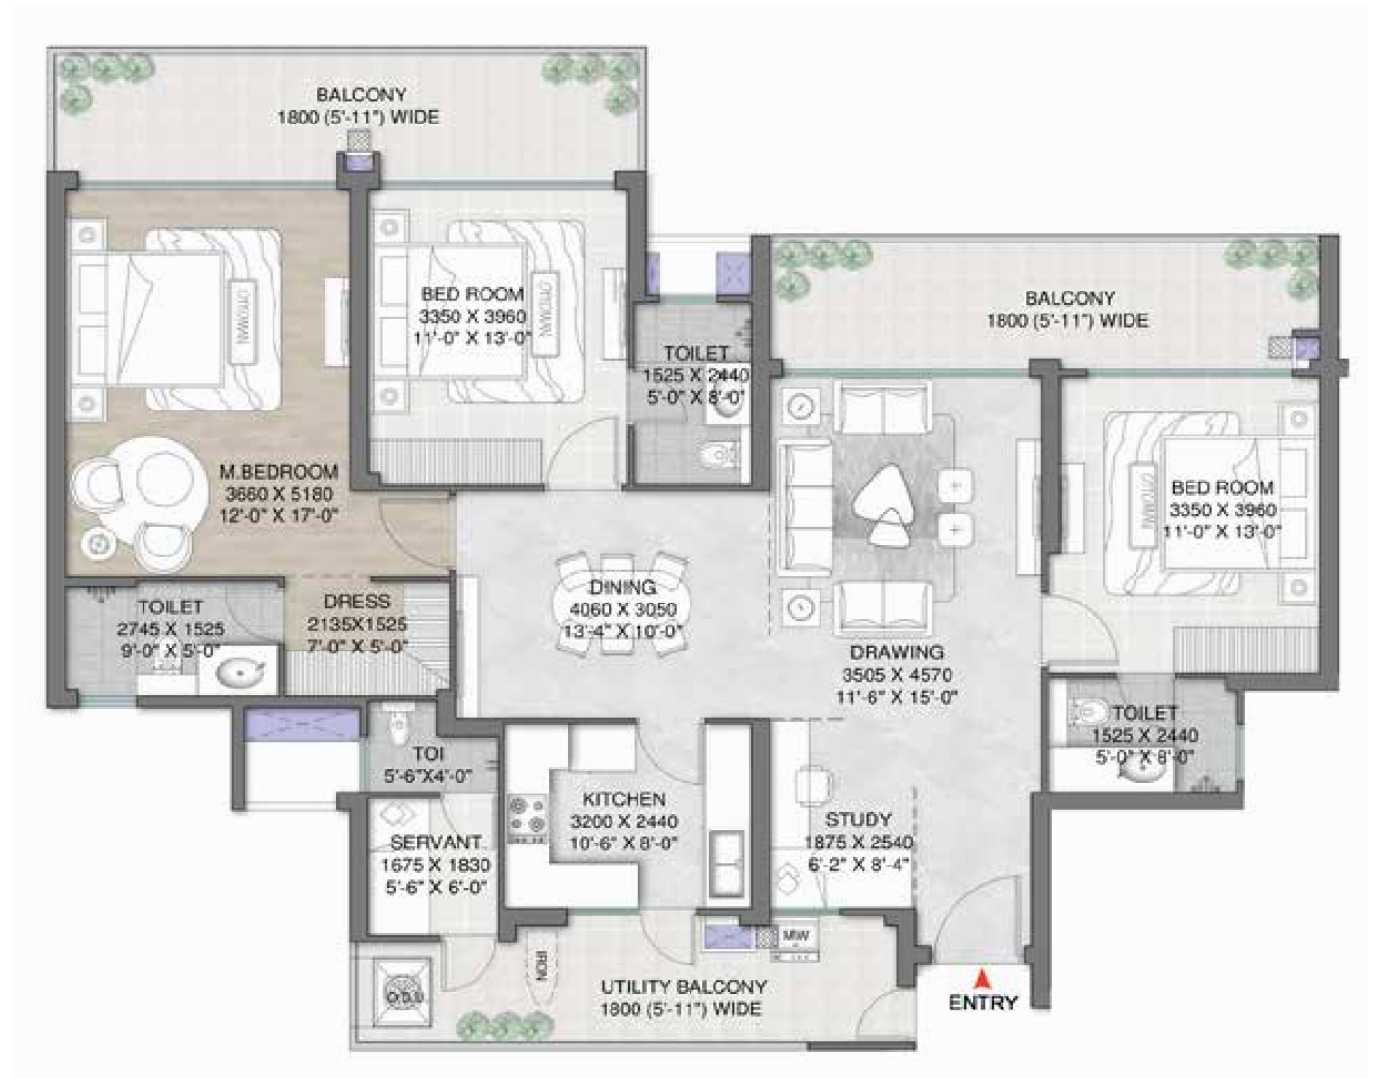 BALCONY
1800 (5'-11") WIDE
BALCONY
1800 (5'-11") WIDE
BED ROOM
3350 X 3960
11'-0" X 13'-0"
OTTOMAN
OTTOMAN
TOILET
1525 X 2440
5'-0" X 8'-0"
M.BEDROOM
3660 X 5180
12'-0" X 17'-0"
BED ROOM
3350 X 3960
11'-0" X 13'-0"
OTTOMAN
DINING
4060 X 3050
13'-4" X 10'-0"
TOILET
2745 X 1525
9'-0" X 5'-0"
DRESS
2135X1525
7'-0" X 5'-0"
DRAWING
3505 X 4570
11'-6" X 15'-0"
TOILET
1525 X 2440
5'-0" X 8'-0"
TOI
5'-6"X4'-0"
KITCHEN
3200 X 2440
10'-6" X 8'-0"
STUDY
1875 X 2540
6'-2" X 8'-4"
SERVANT
1675 X 1830
5'-6" X 6'-0"
M/W
IRON
O.D.U
UTILITY BALCONY
1800 (5'-11") WIDE
ENTRY